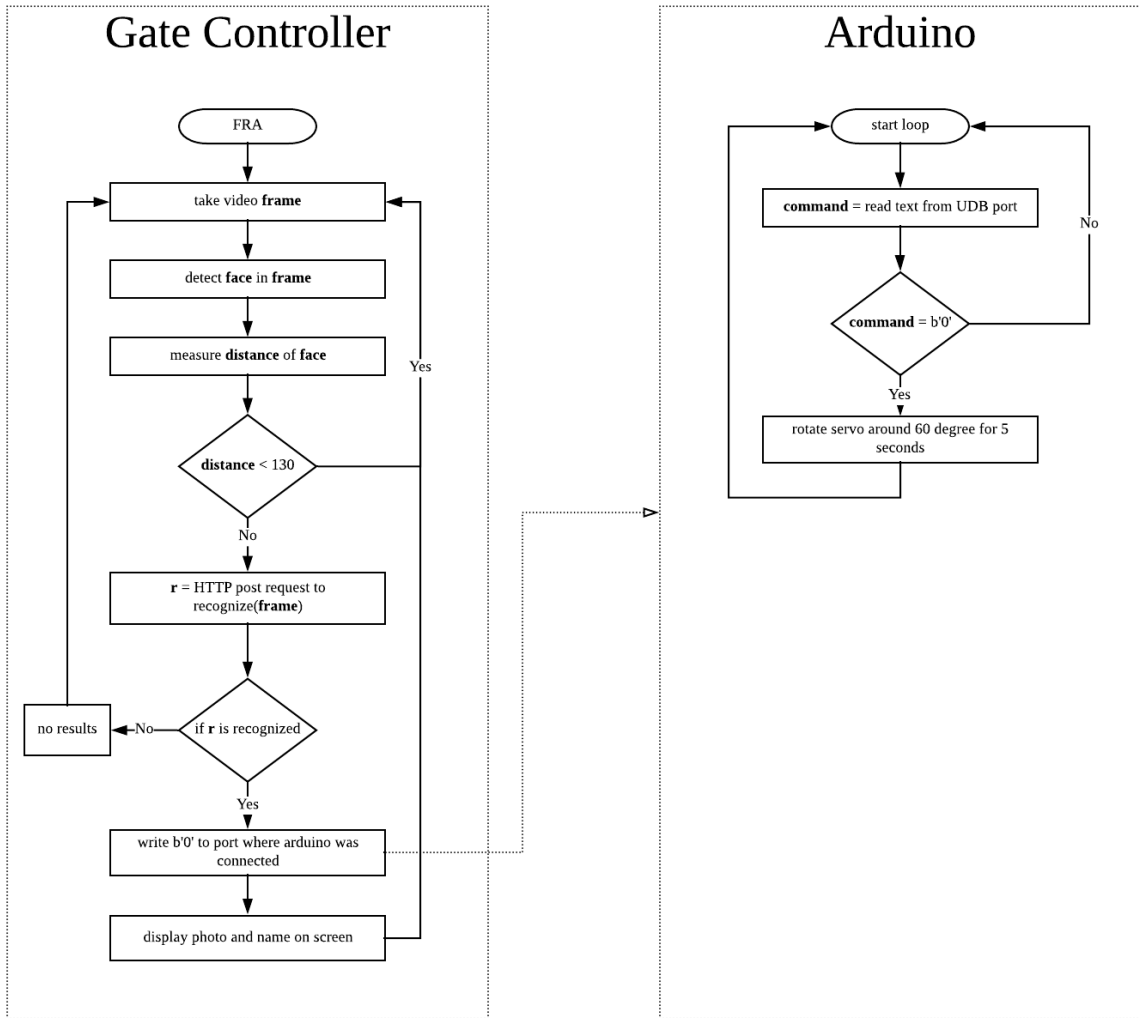 Gate Controller
FRA
take video frame
detect face in frame
measure distance of face
Yes
distance < 130
No
r = HTTP post request to
recognize(frame)
no results
No
if r is recognized
Yes
write b'0' to port where arduino was
connected
display photo and name on screen
Arduino
start loop
command = read text from UDB port
No
command = b'0'
Yes
rotate servo around 60 degree for 5
seconds